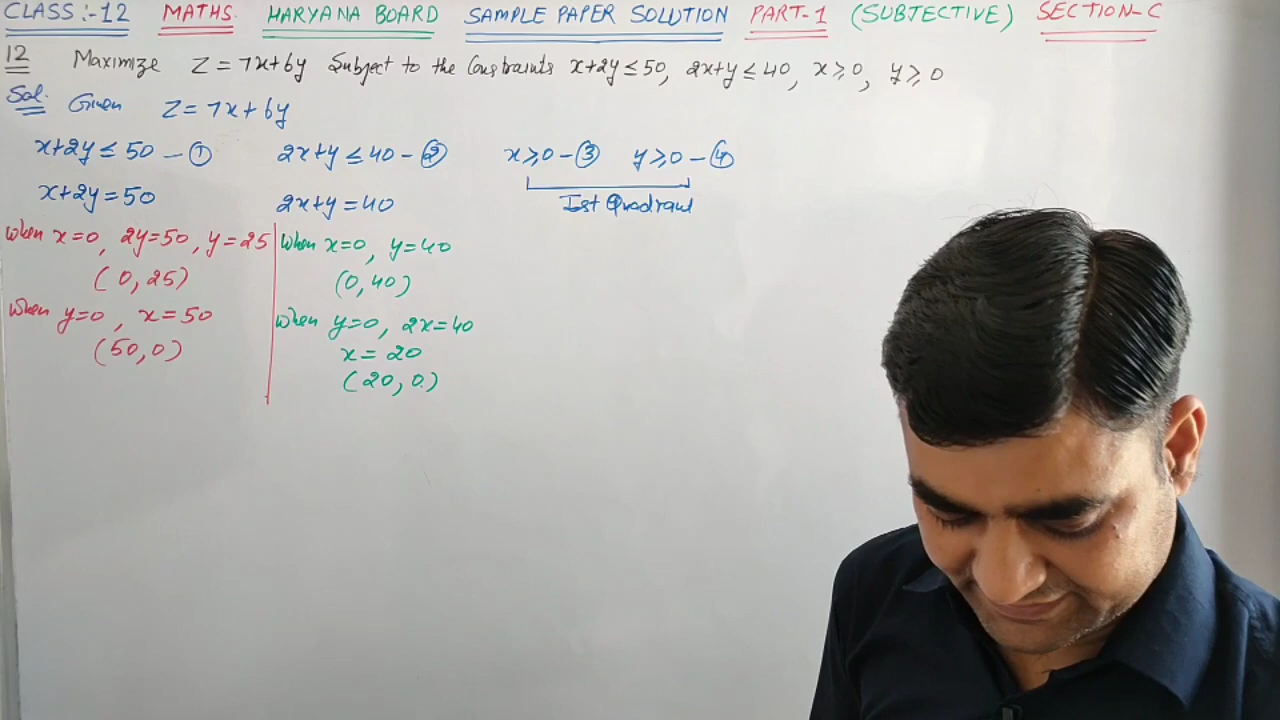 CLASS :- 12 MATHS HARYANA BOARD SAMPLE PAPER SOLUTION PART-1 (SUBJECTIVE) SECTION-C
12 Maximize Z = 7x+6y Subject to the Constraints x+2y ≤ 50, 2x+y ≤ 40, x ≥ 0, y ≥ 0
Sol. Given Z = 7x+6y
x+2y ≤ 50 - ① 2x+y ≤ 40 - ② x ≥ 0 - ③ y ≥ 0 - ④
x+2y = 50 2x+y = 40 Ist Quadrant
When x=0, 2y=50, y=25
(0,25)
When y=0, x=50
(50,0)
When x=0, y=40
(0,40)
When y=0, 2x=40
x = 20
(20,0)